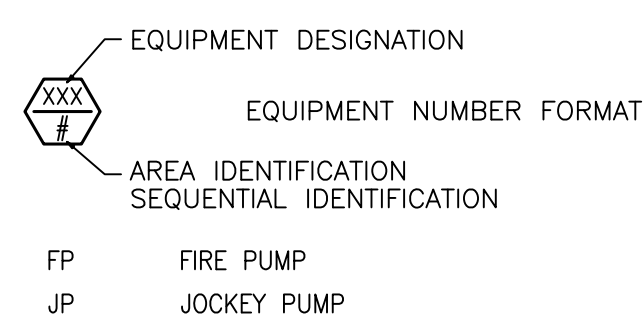 EQUIPMENT DESIGNATION
XXX
EQUIPMENT NUMBER FORMAT
#
AREA IDENTIFICATION
SEQUENTIAL IDENTIFICATION
FP FIRE PUMP
JP JOCKEY PUMP